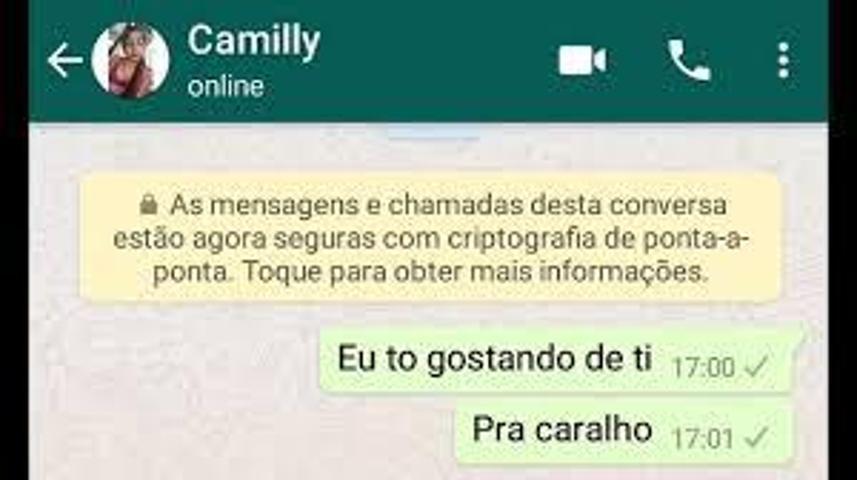 Camilly
online
As mensagens e chamadas desta conversa
estão agora seguras com criptografia de ponta-a-
ponta. Toque para obter mais informações.
Eu to gostando de ti 17:00
Pra caralho 17:01